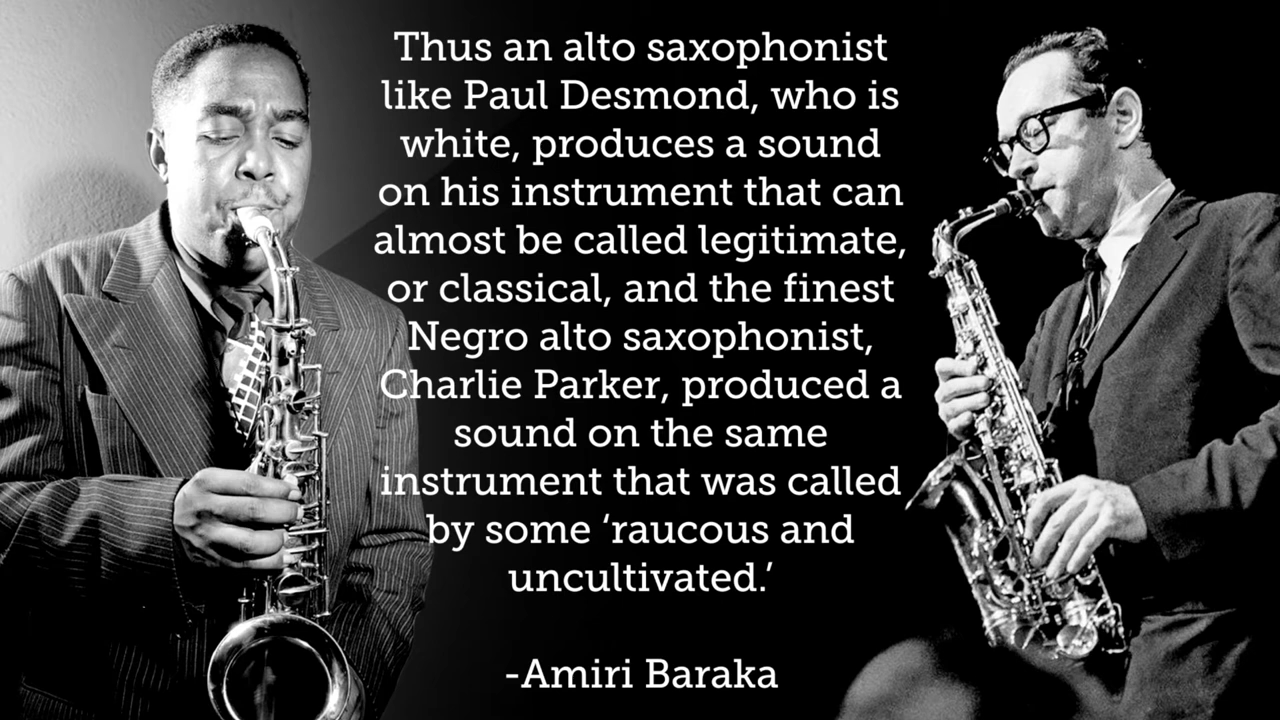 Thus an alto saxophonist
like Paul Desmond, who is
white, produces a sound
on his instrument that can
almost be called legitimate,
or classical, and the finest
Negro alto saxophonist,
Charlie Parker, produced a
sound on the same
instrument that was called
by some ‘raucous and
uncultivated.’
-Amiri Baraka